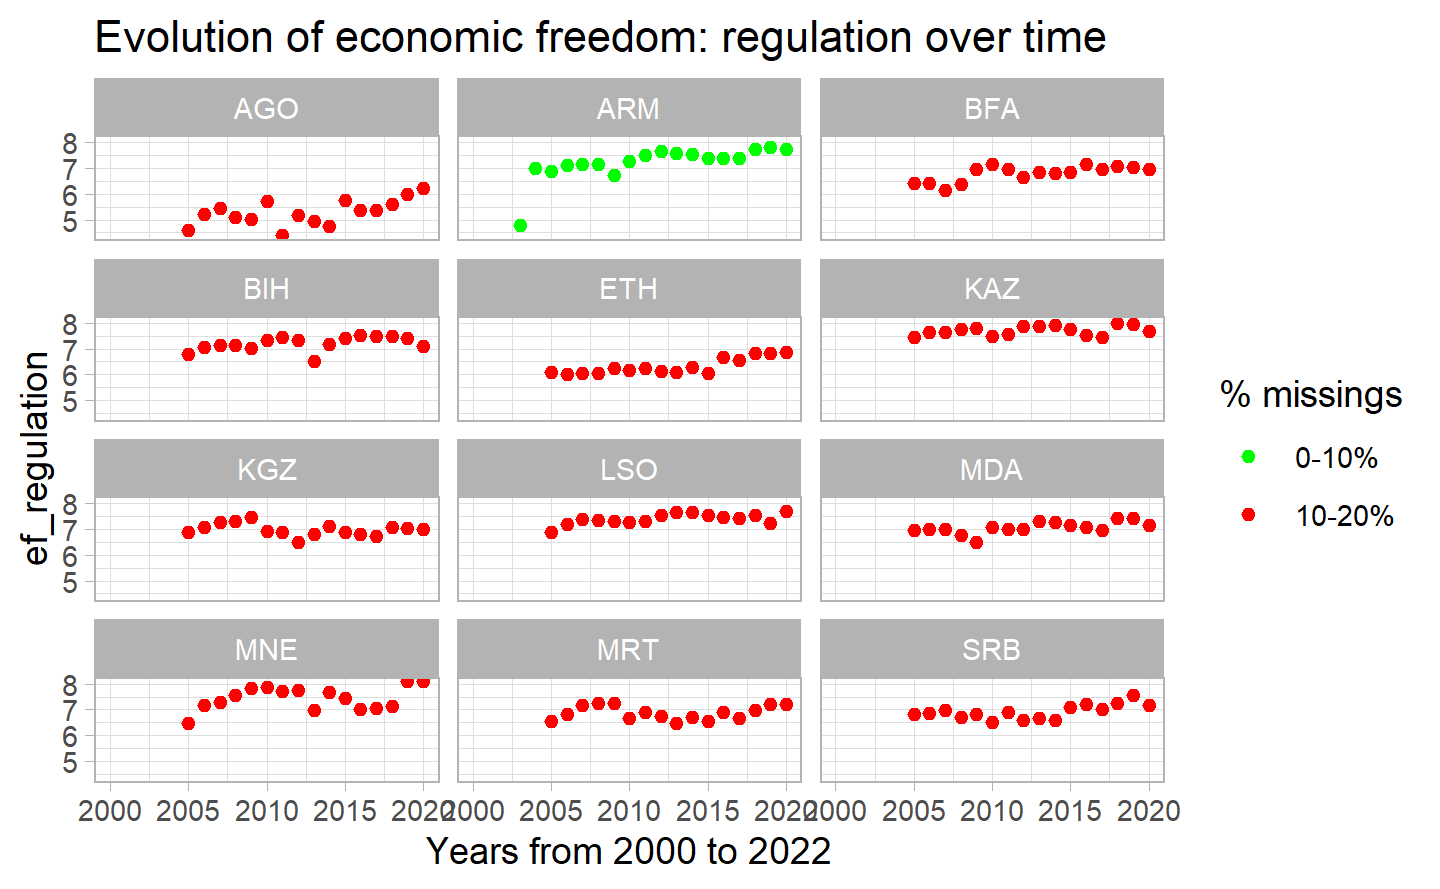 Evolution of economic freedom: regulation over time
AGO ARM BFA
8
7
6
5
BIH ETH KAZ
8
7
6
5
KGZ LSO MDA
8
7
6
5
MNE MRT SRB
8
7
6
5
2000 2005 2010 2015 2020 2000 2005 2010 2015 2020 2000 2005 2010 2015 2020
Years from 2000 to 2022
ef_regulation
% missings
0-10%
10-20%